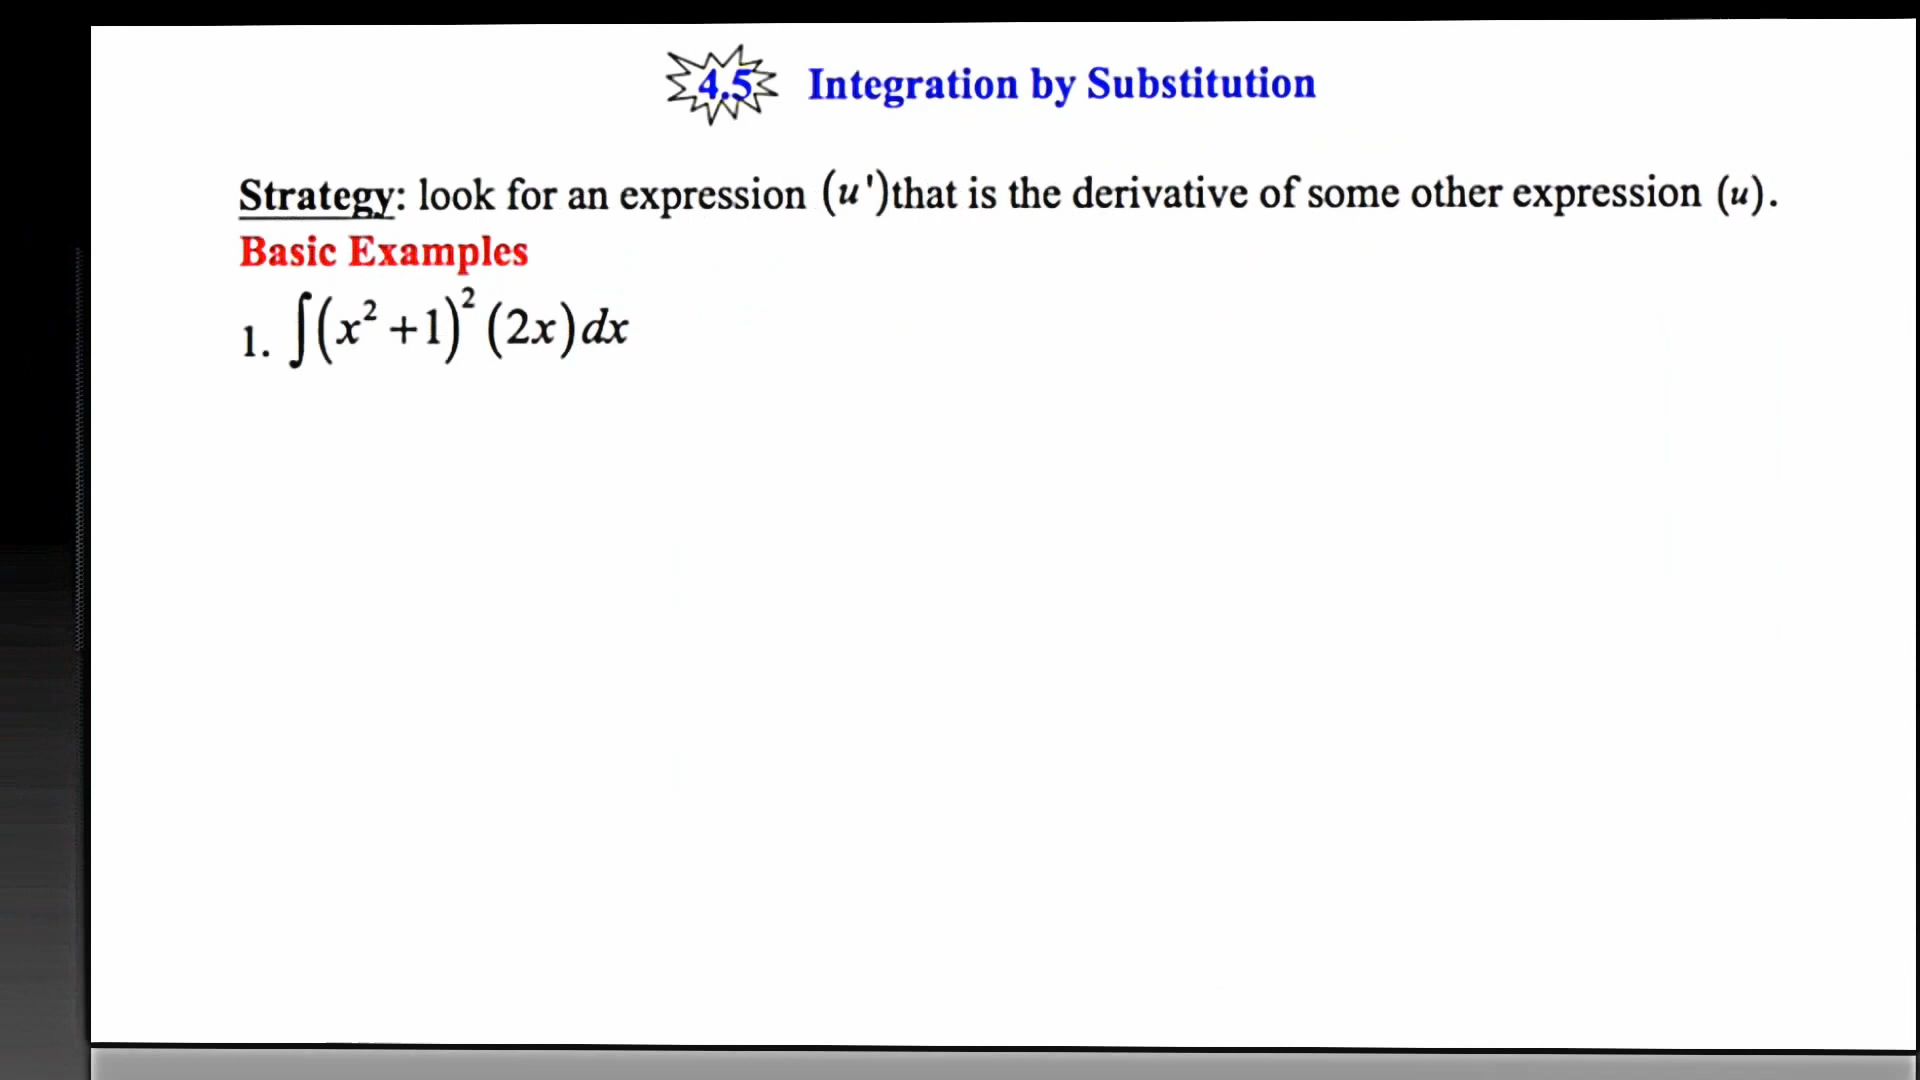 4.5 Integration by Substitution
Strategy: look for an expression (u')that is the derivative of some other expression (u).
Basic Examples
1. ∫(x²+1)²(2x)dx